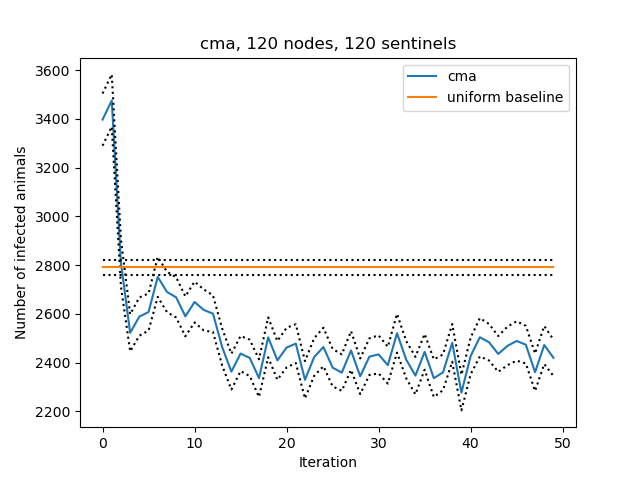 cma, 120 nodes, 120 sentinels
cma
uniform baseline
Number of infected animals
3600
3400
3200
3000
2800
2600
2400
2200
0 10 20 30 40 50
Iteration